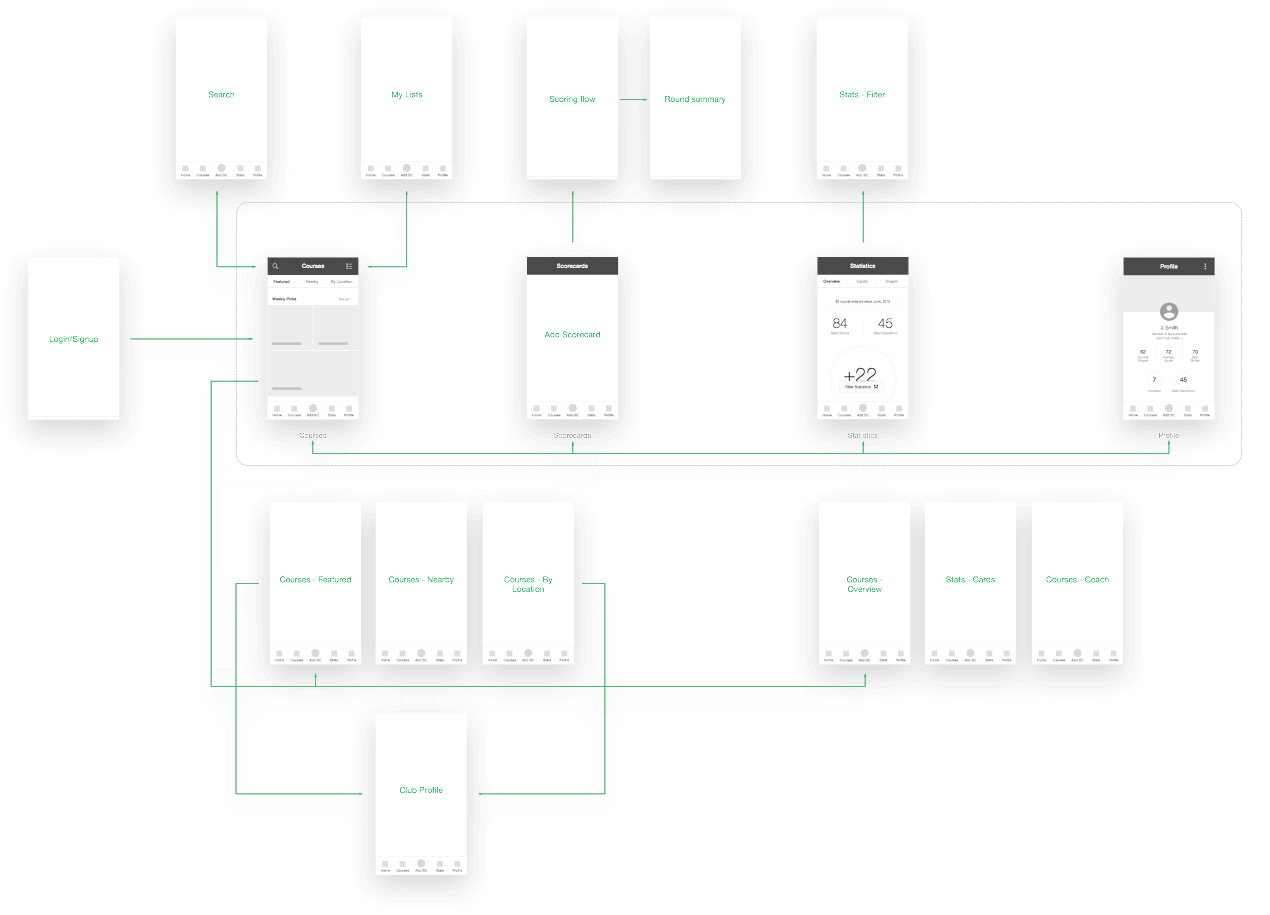 Search
Home Courses Add SC Stats Profile
My Lists
Home Courses Add SC Stats Profile
Scoring flow
Round summary
Stats - Filter
Home Courses Add SC Stats Profile
Login/Signup
Courses
Featured Nearby By Location
Weekly Picks
Home Courses Add SC Stats Profile
Courses
Scorecards
Add Scorecard
Home Courses Add SC Stats Profile
Scorecards
Statistics
Overview Cards Coach
84 45
+22
Filter Statistics
Home Courses Add SC Stats Profile
Statistics
Profile
J. Smith
62 72 70
7 45
Home Courses Add SC Stats Profile
Profile
Courses - Featured
Home Courses Add SC Stats Profile
Courses - Nearby
Home Courses Add SC Stats Profile
Courses - By
Location
Home Courses Add SC Stats Profile
Courses -
Overview
Home Courses Add SC Stats Profile
Stats - Cards
Home Courses Add SC Stats Profile
Courses - Coach
Home Courses Add SC Stats Profile
Club Profile
Home Courses Add SC Stats Profile